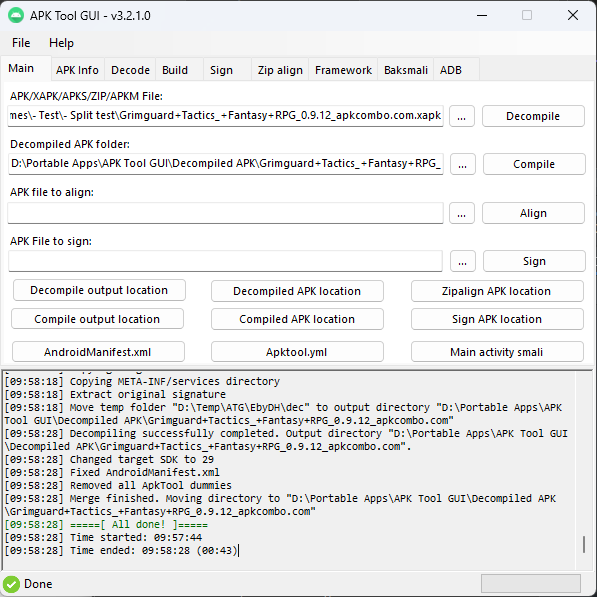 APK Tool GUI - v3.2.1.0
File Help
Main APK Info Decode Build Sign Zip align Framework Baksmali ADB
APK/XAPK/APKS/ZIP/APKM File:
mes\- Test\- Split test\Grimguard+Tactics_+Fantasy+RPG_0.9.12_apkcombo.com.xapk ... Decompile
Decompiled APK folder:
D:\Portable Apps\APK Tool GUI\Decompiled APK\Grimguard+Tactics_+Fantasy+RPG_ ... Compile
APK file to align:
... Align
APK File to sign:
... Sign
Decompile output location Decompiled APK location Zipalign APK location
Compile output location Compiled APK location Sign APK location
AndroidManifest.xml Apktool.yml Main activity smali
[09:58:18] Copying META-INF/services directory
[09:58:18] Extract original signature
[09:58:18] Move temp folder "D:\Temp\ATG\EbyDH\dec" to output directory "D:\Portable Apps\APK
Tool GUI\Decompiled APK\Grimguard+Tactics_+Fantasy+RPG_0.9.12_apkcombo.com"
[09:58:28] Decompiling successfully completed. Output directory "D:\Portable Apps\APK Tool GUI
\Decompiled APK\Grimguard+Tactics_+Fantasy+RPG_0.9.12_apkcombo.com".
[09:58:28] Changed target SDK to 29
[09:58:28] Fixed AndroidManifest.xml
[09:58:28] Removed all ApkTool dummies
[09:58:28] Merge finished. Moving directory to "D:\Portable Apps\APK Tool GUI\Decompiled APK
\Grimguard+Tactics_+Fantasy+RPG_0.9.12_apkcombo.com"
[09:58:28] =====[ All done! ]=====
[09:58:28] Time started: 09:57:44
[09:58:28] Time ended: 09:58:28 (00:43)
Done